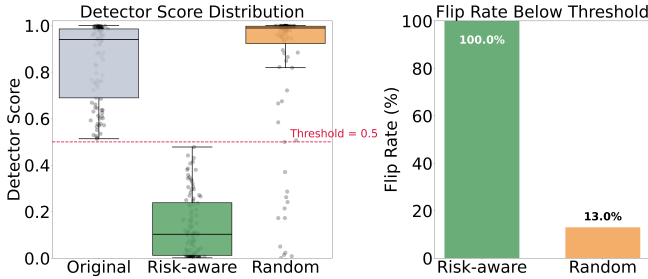 Detector Score Distribution
Detector Score
1.0
0.8
0.6
0.4
0.2
0.0
Threshold = 0.5
Original
Risk-aware
Random
Flip Rate Below Threshold
Flip Rate (%)
100
80
60
40
20
0
100.0%
13.0%
Risk-aware
Random